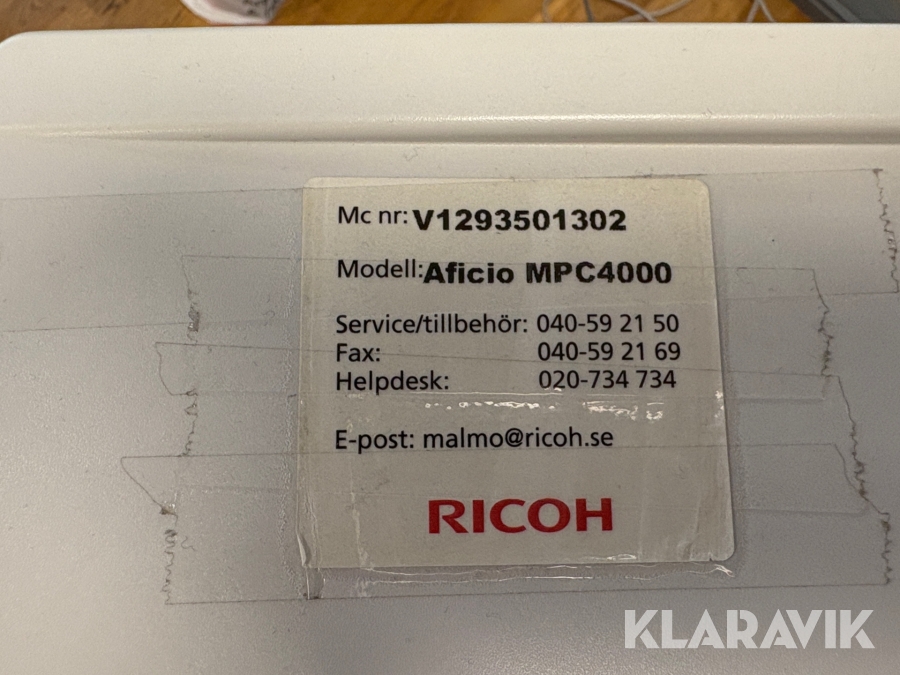 Mc nr: V1293501302
Modell: Aficio MPC4000
Service/tillbehör: 040-59 21 50
Fax: 040-59 21 69
Helpdesk: 020-734 734
E-post: malmo@ricoh.se
RICOH
KLARAVIK